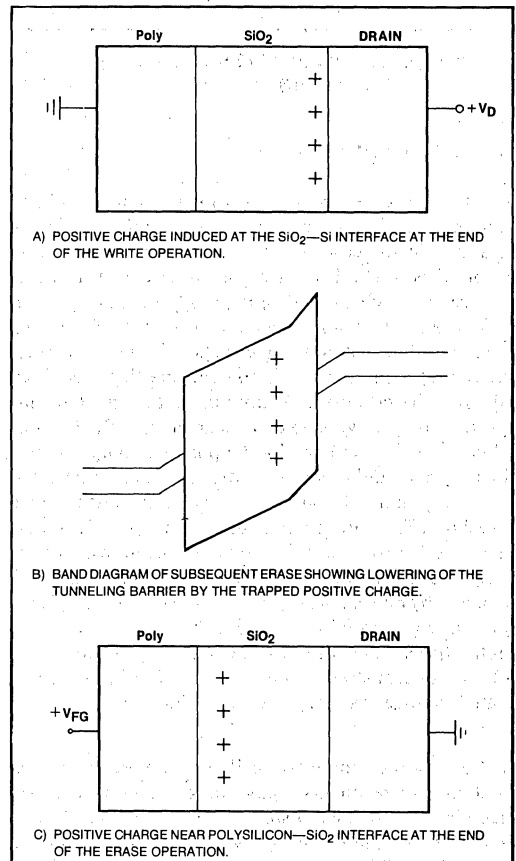 Poly SiO2 DRAIN
+ + + +
+VD
A) POSITIVE CHARGE INDUCED AT THE SiO2—Si INTERFACE AT THE END
OF THE WRITE OPERATION.
+ + + +
B) BAND DIAGRAM OF SUBSEQUENT ERASE SHOWING LOWERING OF THE
TUNNELING BARRIER BY THE TRAPPED POSITIVE CHARGE.
Poly SiO2 DRAIN
+ + + +
+VFG
C) POSITIVE CHARGE NEAR POLYSILICON—SiO2 INTERFACE AT THE END
OF THE ERASE OPERATION.